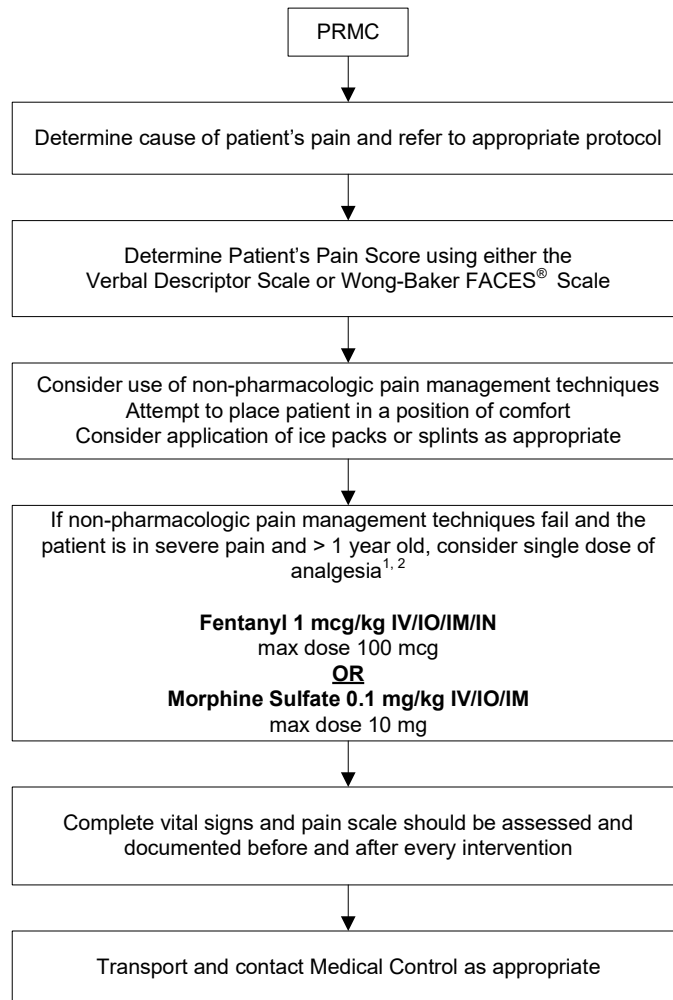 PRMC
Determine cause of patient's pain and refer to appropriate protocol
Determine Patient's Pain Score using either the
Verbal Descriptor Scale or Wong-Baker FACES® Scale
Consider use of non-pharmacologic pain management techniques
Attempt to place patient in a position of comfort
Consider application of ice packs or splints as appropriate
If non-pharmacologic pain management techniques fail and the
patient is in severe pain and > 1 year old, consider single dose of
analgesia1, 2
Fentanyl 1 mcg/kg IV/IO/IM/IN
max dose 100 mcg
OR
Morphine Sulfate 0.1 mg/kg IV/IO/IM
max dose 10 mg
Complete vital signs and pain scale should be assessed and
documented before and after every intervention
Transport and contact Medical Control as appropriate